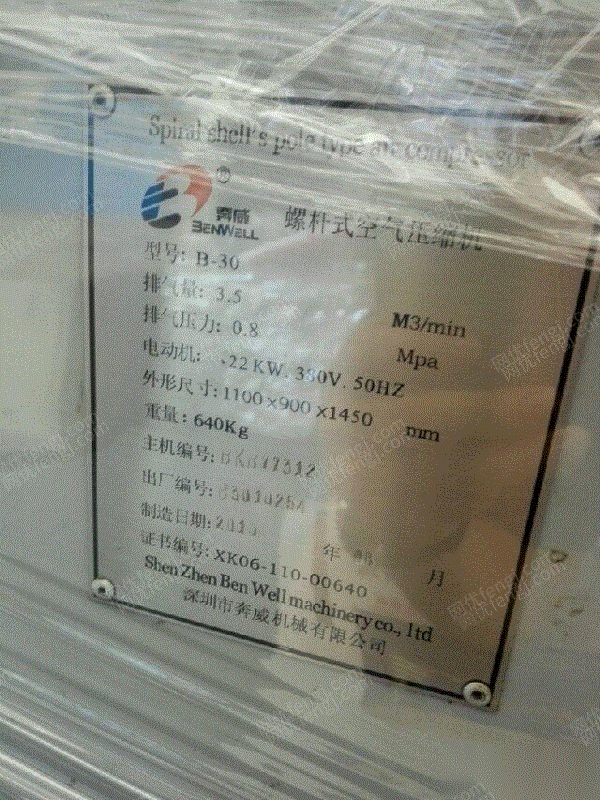 Spiral shell's pole type air compressor
®
奔威
BENWELL
螺杆式空气压缩机
型号: B-30
排气量: 3.5 M3/min
排气压力: 0.8 Mpa
电动机: .22KW. 380V. 50HZ
外形尺寸:1100×900×1450 mm
重量: 640Kg
主机编号:
出厂编号:
制造日期: 年 月
证书编号: XK06-110-00640
ShenZhen Ben Well machinery co., ltd
深圳市奔威机械有限公司